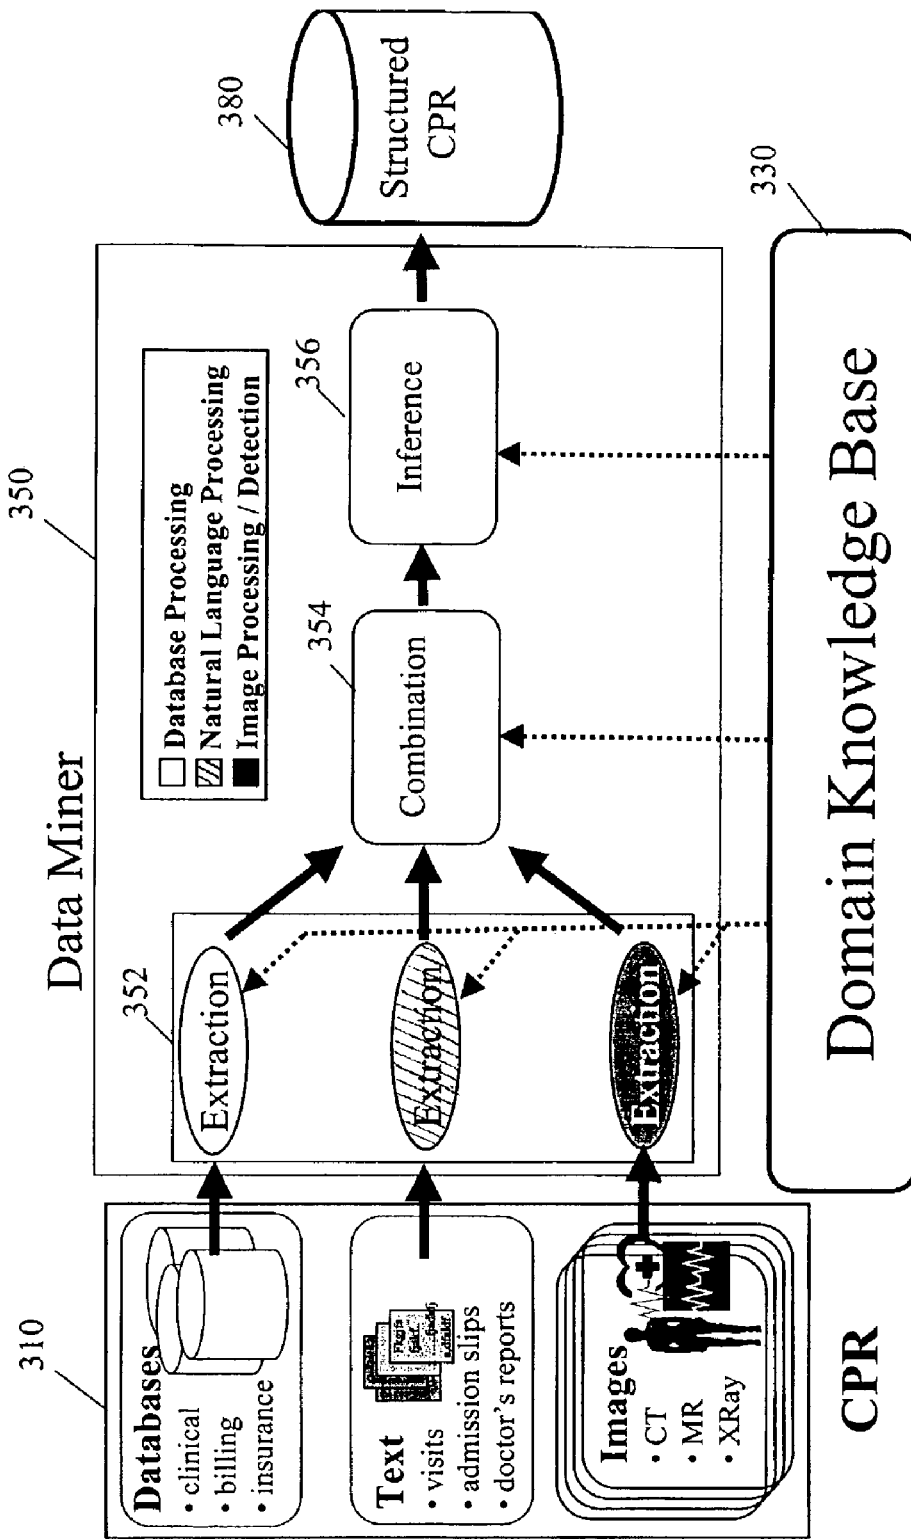 310
Databases
• clinical
• billing
• insurance
Text
• visits
• admission slips
• doctor's reports
Images
• CT
• MR
• XRay
CPR
Data Miner
350
352
Extraction
Extraction
Extraction
Database Processing
Natural Language Processing
Image Processing / Detection
354
Combination
356
Inference
380
Structured
CPR
330
Domain Knowledge Base